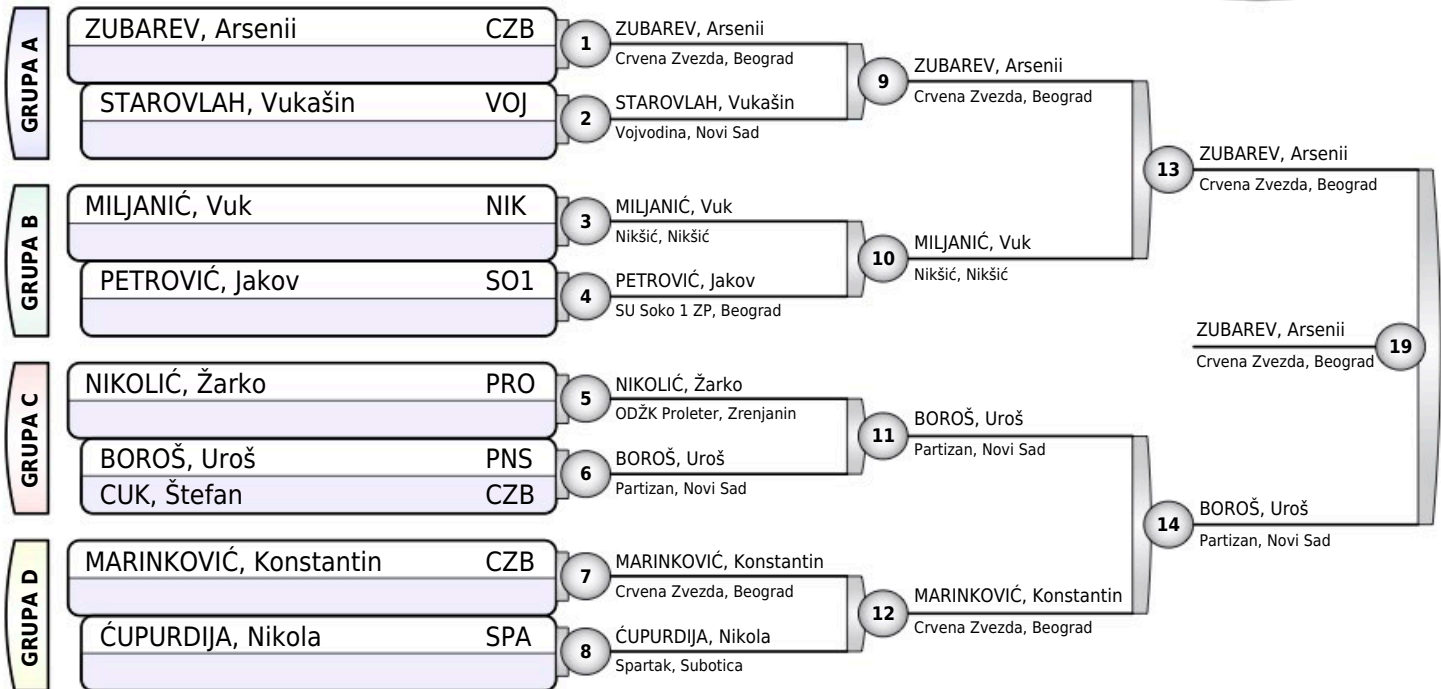 GRUPA A
ZUBAREV, Arsenii CZB
STAROVLAH, Vukašin VOJ
1
ZUBAREV, Arsenii
Crvena Zvezda, Beograd
2
STAROVLAH, Vukašin
Vojvodina, Novi Sad
9
ZUBAREV, Arsenii
Crvena Zvezda, Beograd
GRUPA B
MILJANIĆ, Vuk NIK
PETROVIĆ, Jakov SO1
3
MILJANIĆ, Vuk
Nikšić, Nikšić
4
PETROVIĆ, Jakov
SU Soko 1 ZP, Beograd
10
MILJANIĆ, Vuk
Nikšić, Nikšić
13
ZUBAREV, Arsenii
Crvena Zvezda, Beograd
GRUPA C
NIKOLIĆ, Žarko PRO
BOROŠ, Uroš PNS
CUK, Štefan CZB
5
NIKOLIĆ, Žarko
ODŽK Proleter, Zrenjanin
6
BOROŠ, Uroš
Partizan, Novi Sad
11
BOROŠ, Uroš
Partizan, Novi Sad
GRUPA D
MARINKOVIĆ, Konstantin CZB
ĆUPURDIJA, Nikola SPA
7
MARINKOVIĆ, Konstantin
Crvena Zvezda, Beograd
8
ĆUPURDIJA, Nikola
Spartak, Subotica
12
MARINKOVIĆ, Konstantin
Crvena Zvezda, Beograd
14
BOROŠ, Uroš
Partizan, Novi Sad
ZUBAREV, Arsenii
Crvena Zvezda, Beograd
19